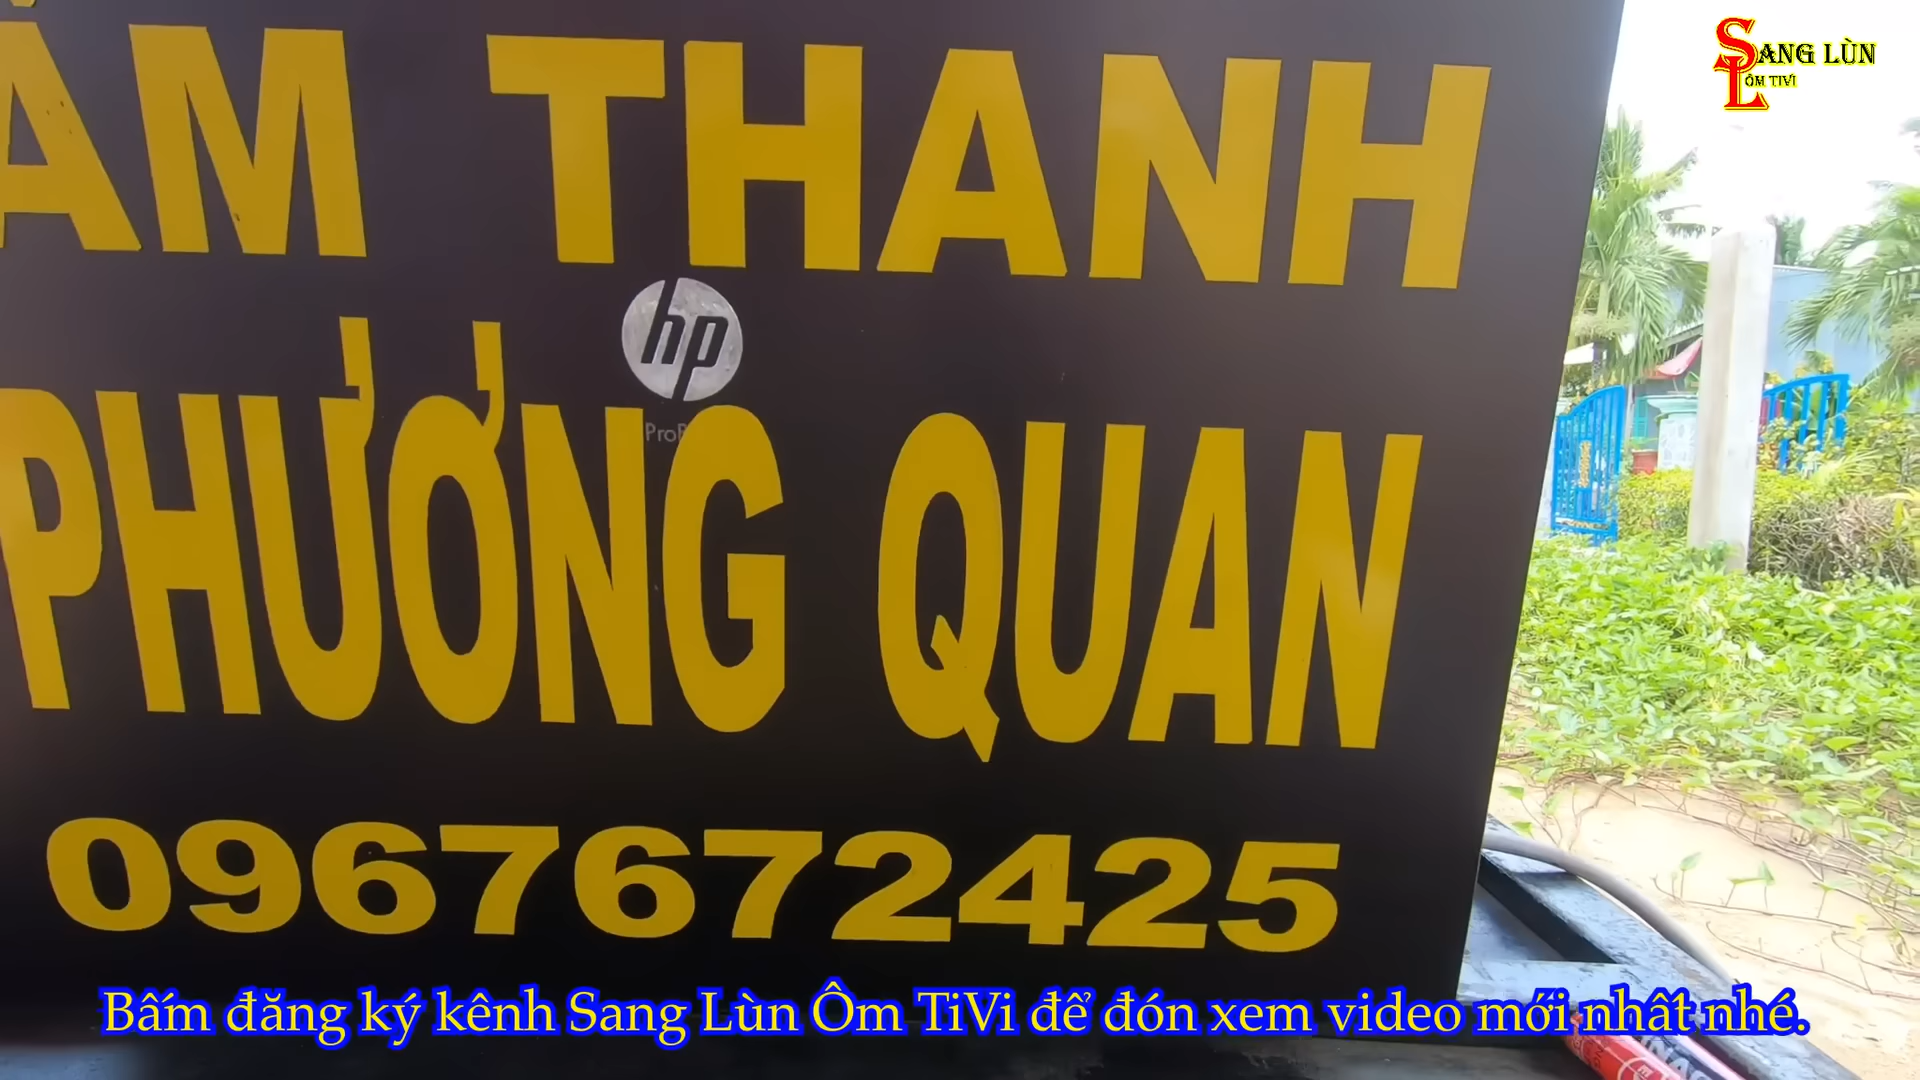 SANG LÙN
ÔM TIVI
ÂM THANH
hp
PHƯƠNG QUAN
0967672425
Bấm đăng ký kênh Sang Lùn Ôm TiVi để đón xem video mới nhất nhé.